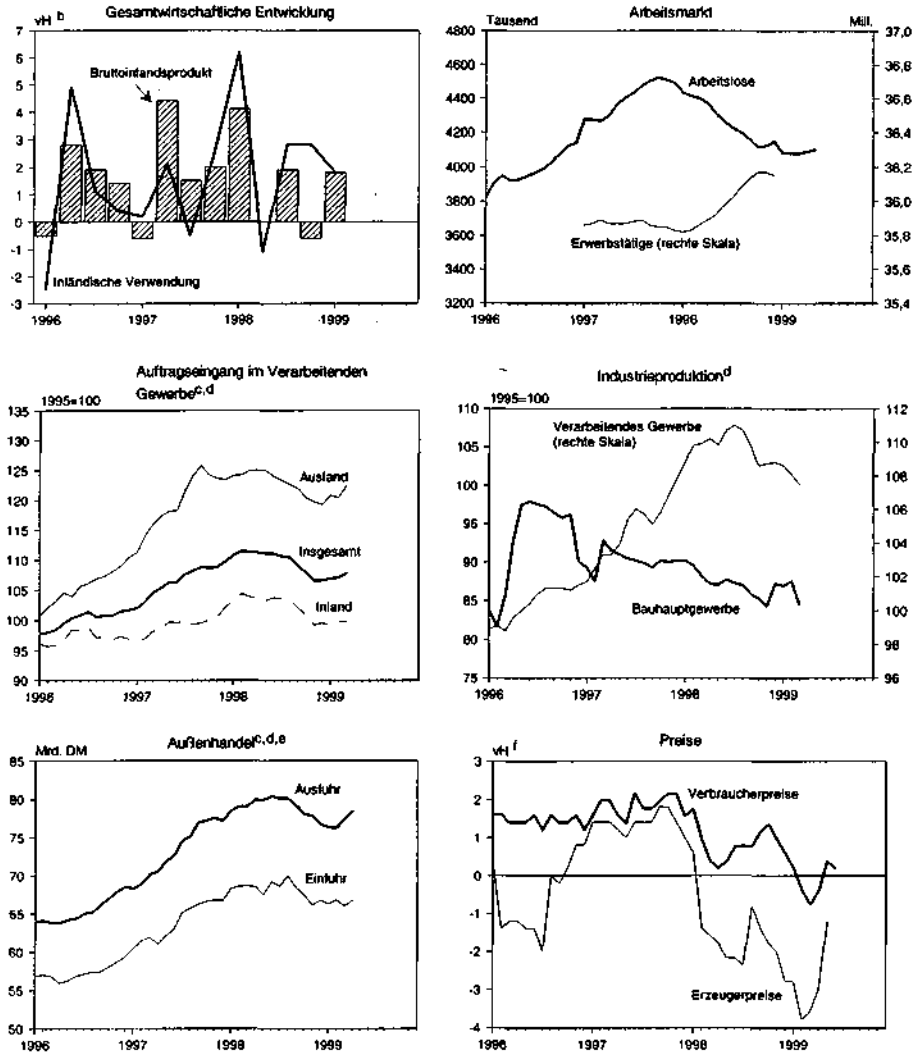 Gesamtwirtschaftliche Entwicklung
vH b
7
6
5
4
3
2
1
0
-1
-2
-3
Bruttoinlandsprodukt
Inländische Verwendung
1996 1997 1998 1999
Arbeitsmarkt
Tausend Mill.
4800
4600
4400
4200
4000
3800
3600
3400
3200
37,0
36,8
36,6
36,4
36,2
36,0
35,8
35,6
35,4
Arbeitslose
Erwerbstätige (rechte Skala)
1996 1997 1998 1999
Auftragseingang im Verarbeitenden
Gewerbe c,d
1995=100
135
130
125
120
115
110
105
100
95
90
Ausland
Insgesamt
Inland
1996 1997 1998 1999
Industrieproduktion d
1995=100
110
105
100
95
90
85
80
75
112
110
108
106
104
102
100
98
96
Verarbeitendes Gewerbe
(rechte Skala)
Bauhauptgewerbe
1996 1997 1998 1999
Außenhandel c,d,e
Mrd. DM
85
80
75
70
65
60
55
50
Ausfuhr
Einfuhr
1996 1997 1998 1999
Preise
vH f
3
2
1
0
-1
-2
-3
-4
Verbraucherpreise
Erzeugerpreise
1996 1997 1998 1999